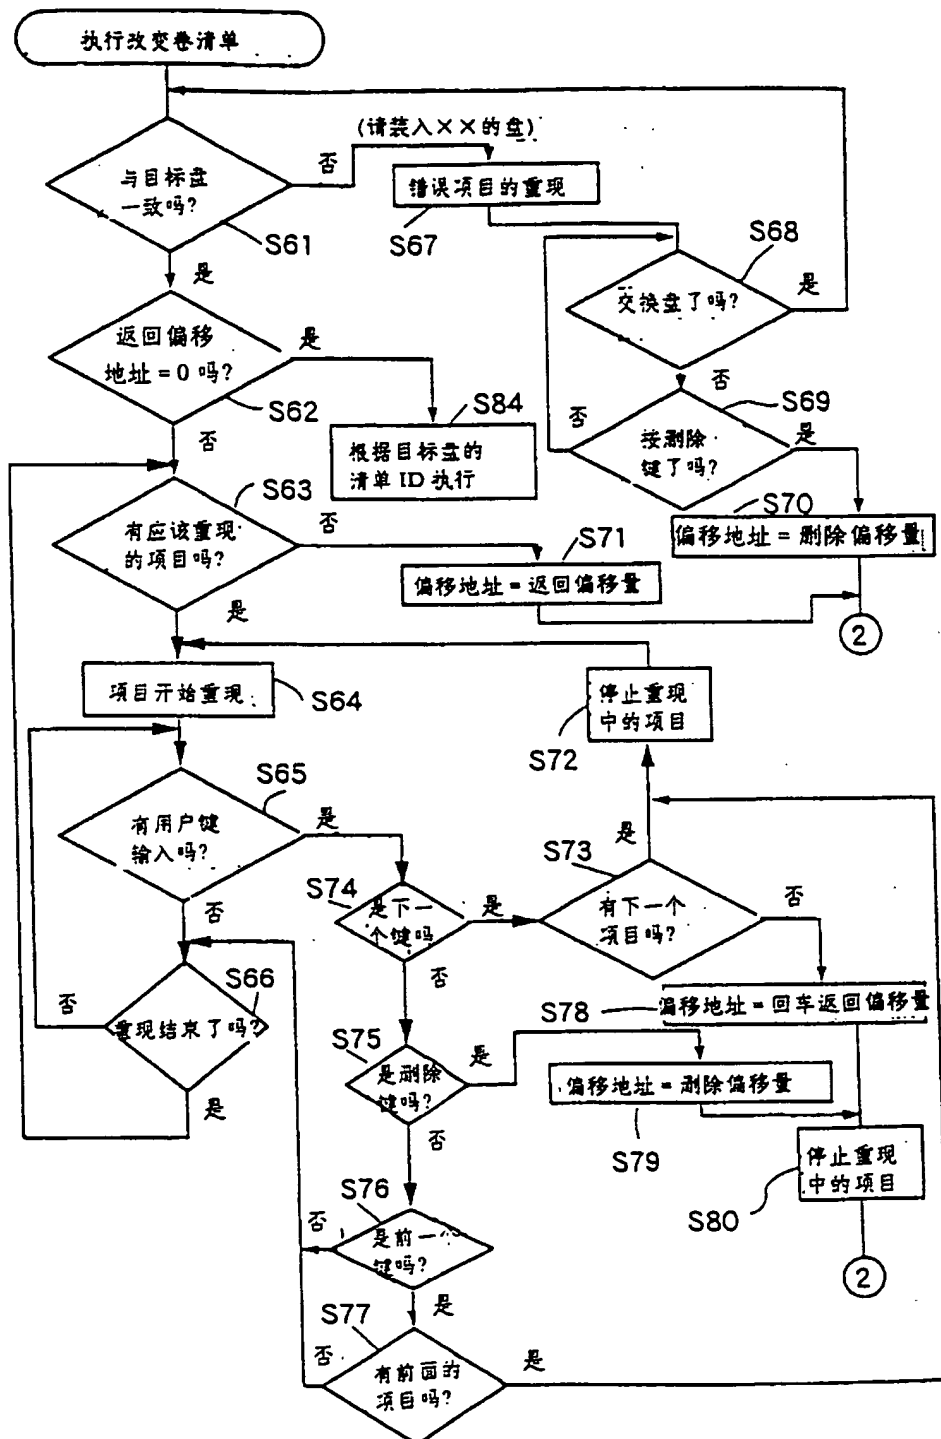 执行改变卷清单
(请装入××的盘)
否
与目标盘
一致吗?
错误项目的重现
S61
S67
S68
是
交换盘了吗?
是
返回偏移
地址=0吗?
是
否
S62
S84
S69
否
否
根据目标盘的
清单ID执行
按删除
键了吗?
是
S63
S70
有应该重现
的项目吗?
否
S71
偏移地址=删除偏移量
偏移地址=返回偏移量
是
②
项目开始重现
S64
停止重现
中的项目
S72
S65
有用户键
输入吗?
是
是
S73
S74
否
是下一
个键吗
是
有下一个
项目吗?
否
S66
否
否
重现结束了吗?
S78
偏移地址=回车返回偏移量
S75
是
是删除
键吗?
是
偏移地址=删除偏移量
否
S79
停止重现
中的项目
S76
S80
否
是前一个
键吗?
②
是
S77
否
有前面的
项目吗?
是